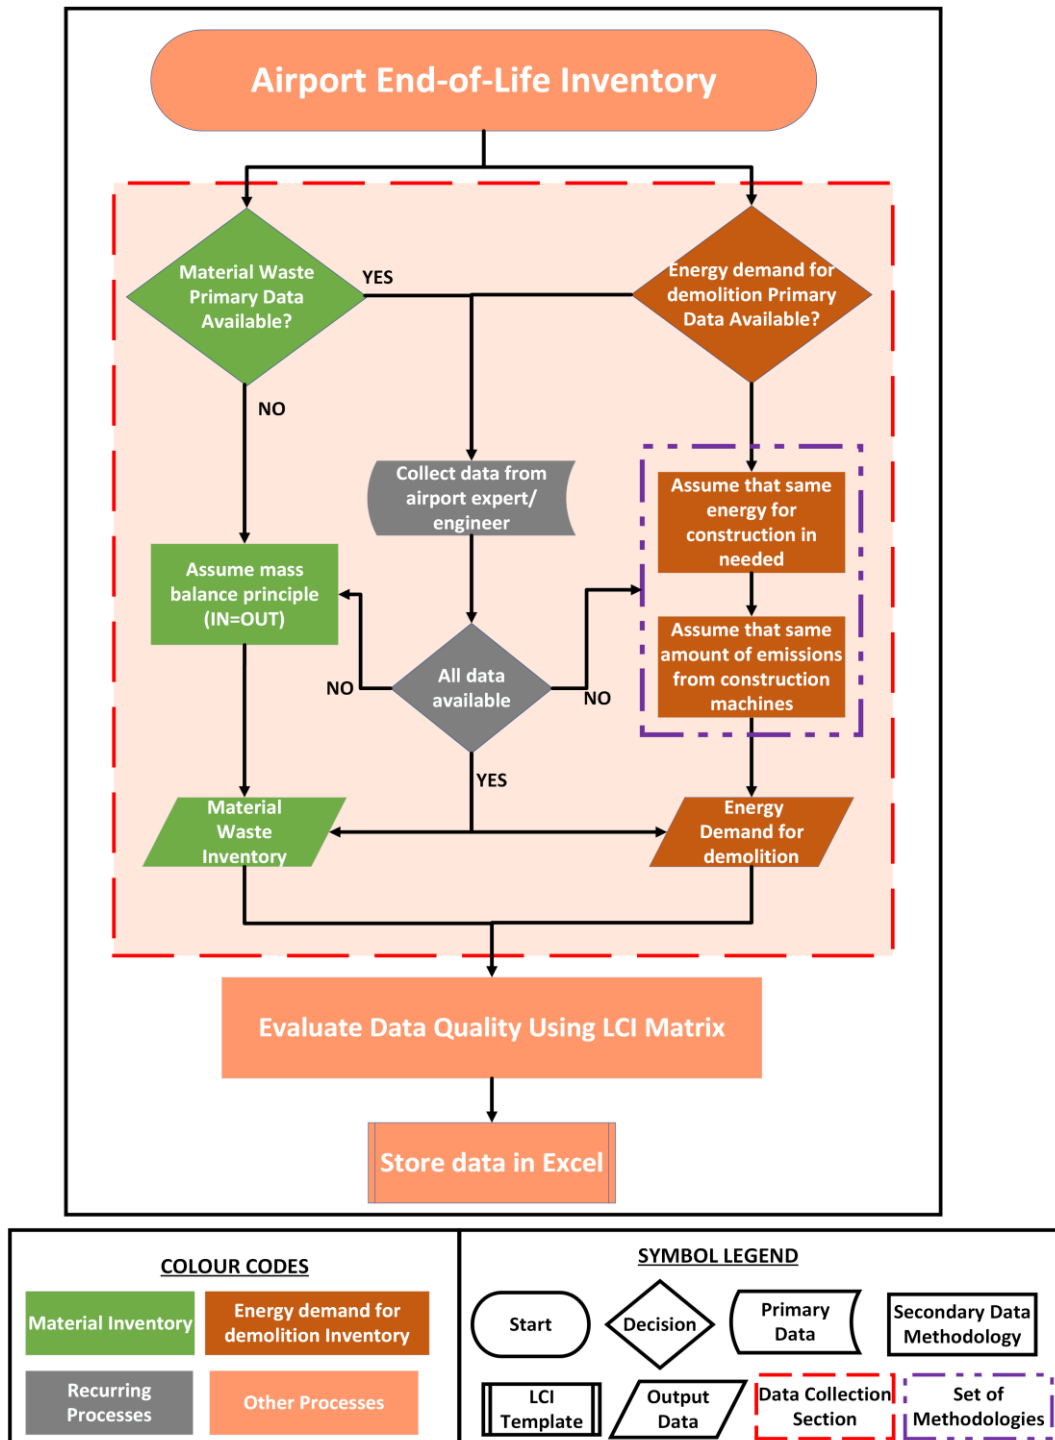 Airport End-of-Life Inventory
Material Waste
Primary Data
Available?
YES
Energy demand for
demolition Primary
Data Available?
NO
Collect data from
airport expert/
engineer
Assume that same
energy for
construction in
needed
Assume mass
balance principle
(IN=OUT)
Assume that same
amount of emissions
from construction
machines
All data
available
NO
NO
YES
Material
Waste
Inventory
Energy
Demand for
demolition
Evaluate Data Quality Using LCI Matrix
Store data in Excel
COLOUR CODES
Material Inventory
Energy demand for
demolition Inventory
Recurring
Processes
Other Processes
SYMBOL LEGEND
Start
Decision
Primary
Data
Secondary Data
Methodology
LCI
Template
Output
Data
Data Collection
Section
Set of
Methodologies